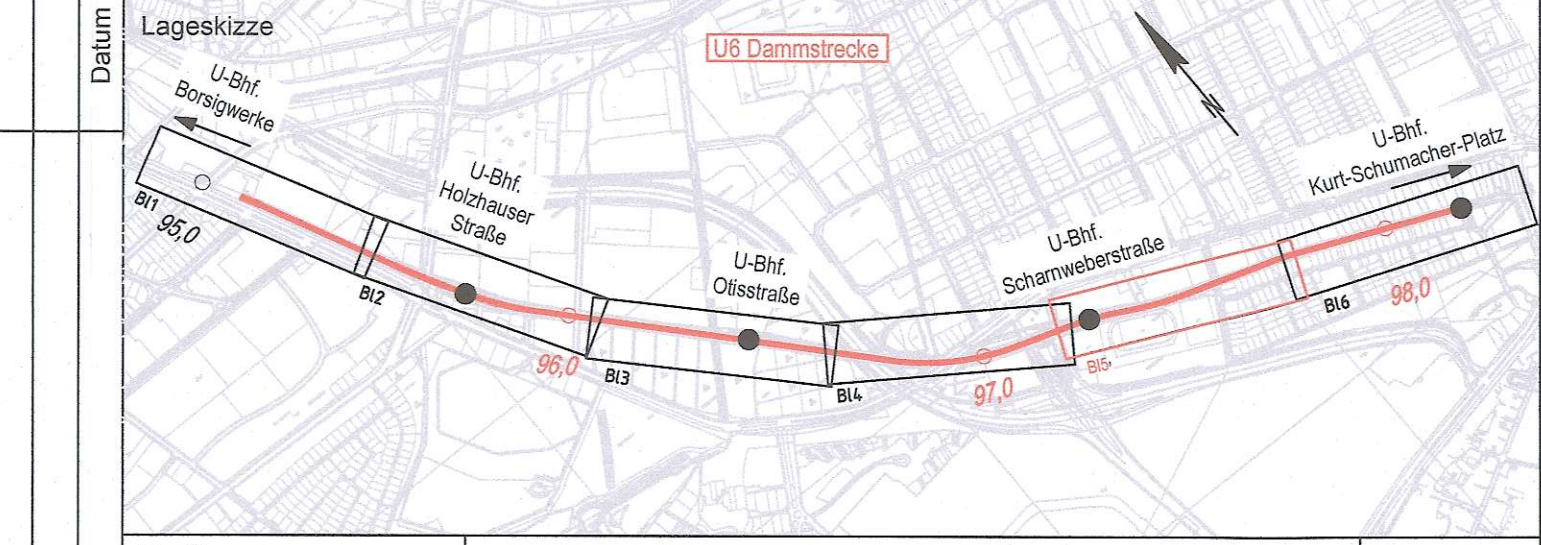 Datum
Lageskizze
U6 Dammstrecke
U-Bhf.
Borsigwerke
U-Bhf.
Holzhauser
Straße
U-Bhf.
Otisstraße
U-Bhf.
Scharnweberstraße
U-Bhf.
Kurt-Schumacher-Platz
Bl1
95,0
Bl2
96,0
Bl3
Bl4
97,0
Bl5
Bl6
98,0